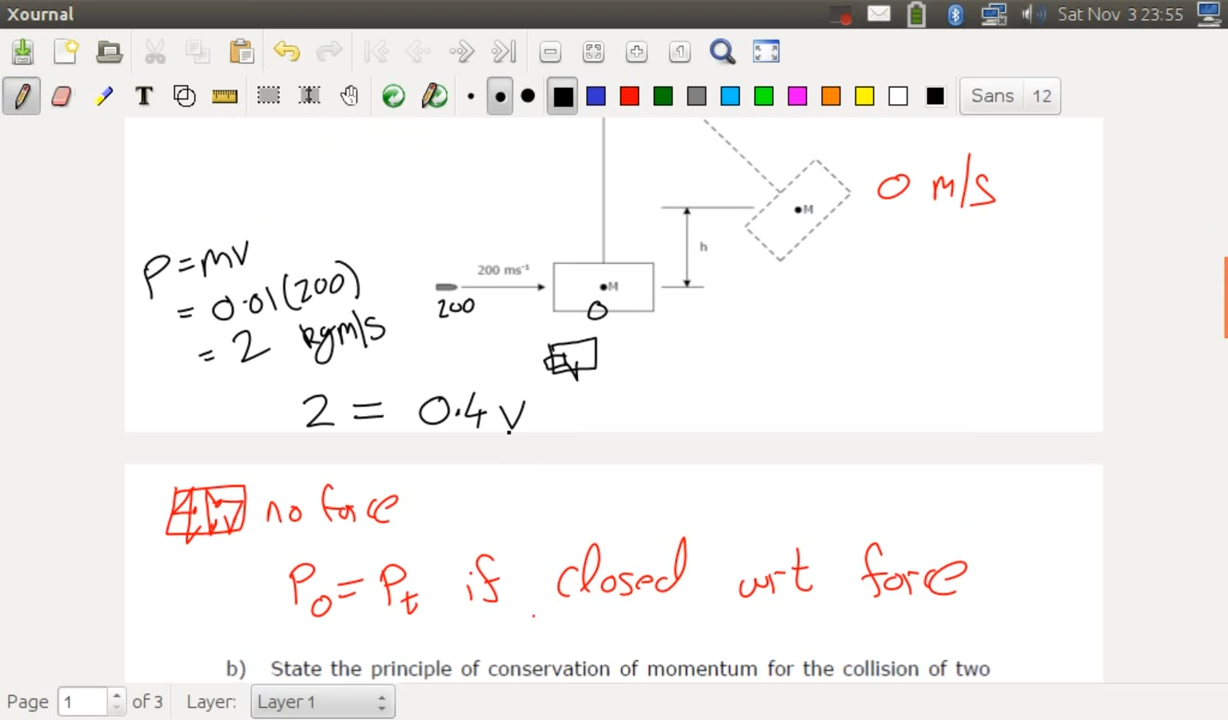 Xournal
Sat Nov 3 23:55
T
Sans 12
0 m/s
M
h
P=mv
= 0.01(200)
= 2 kgm/s
200 ms⁻¹
M
200
0
v
2 = 0.4v
no force
P₀=Pₜ if closed wrt force
b) State the principle of conservation of momentum for the collision of two
Page 1 of 3 Layer: Layer 1